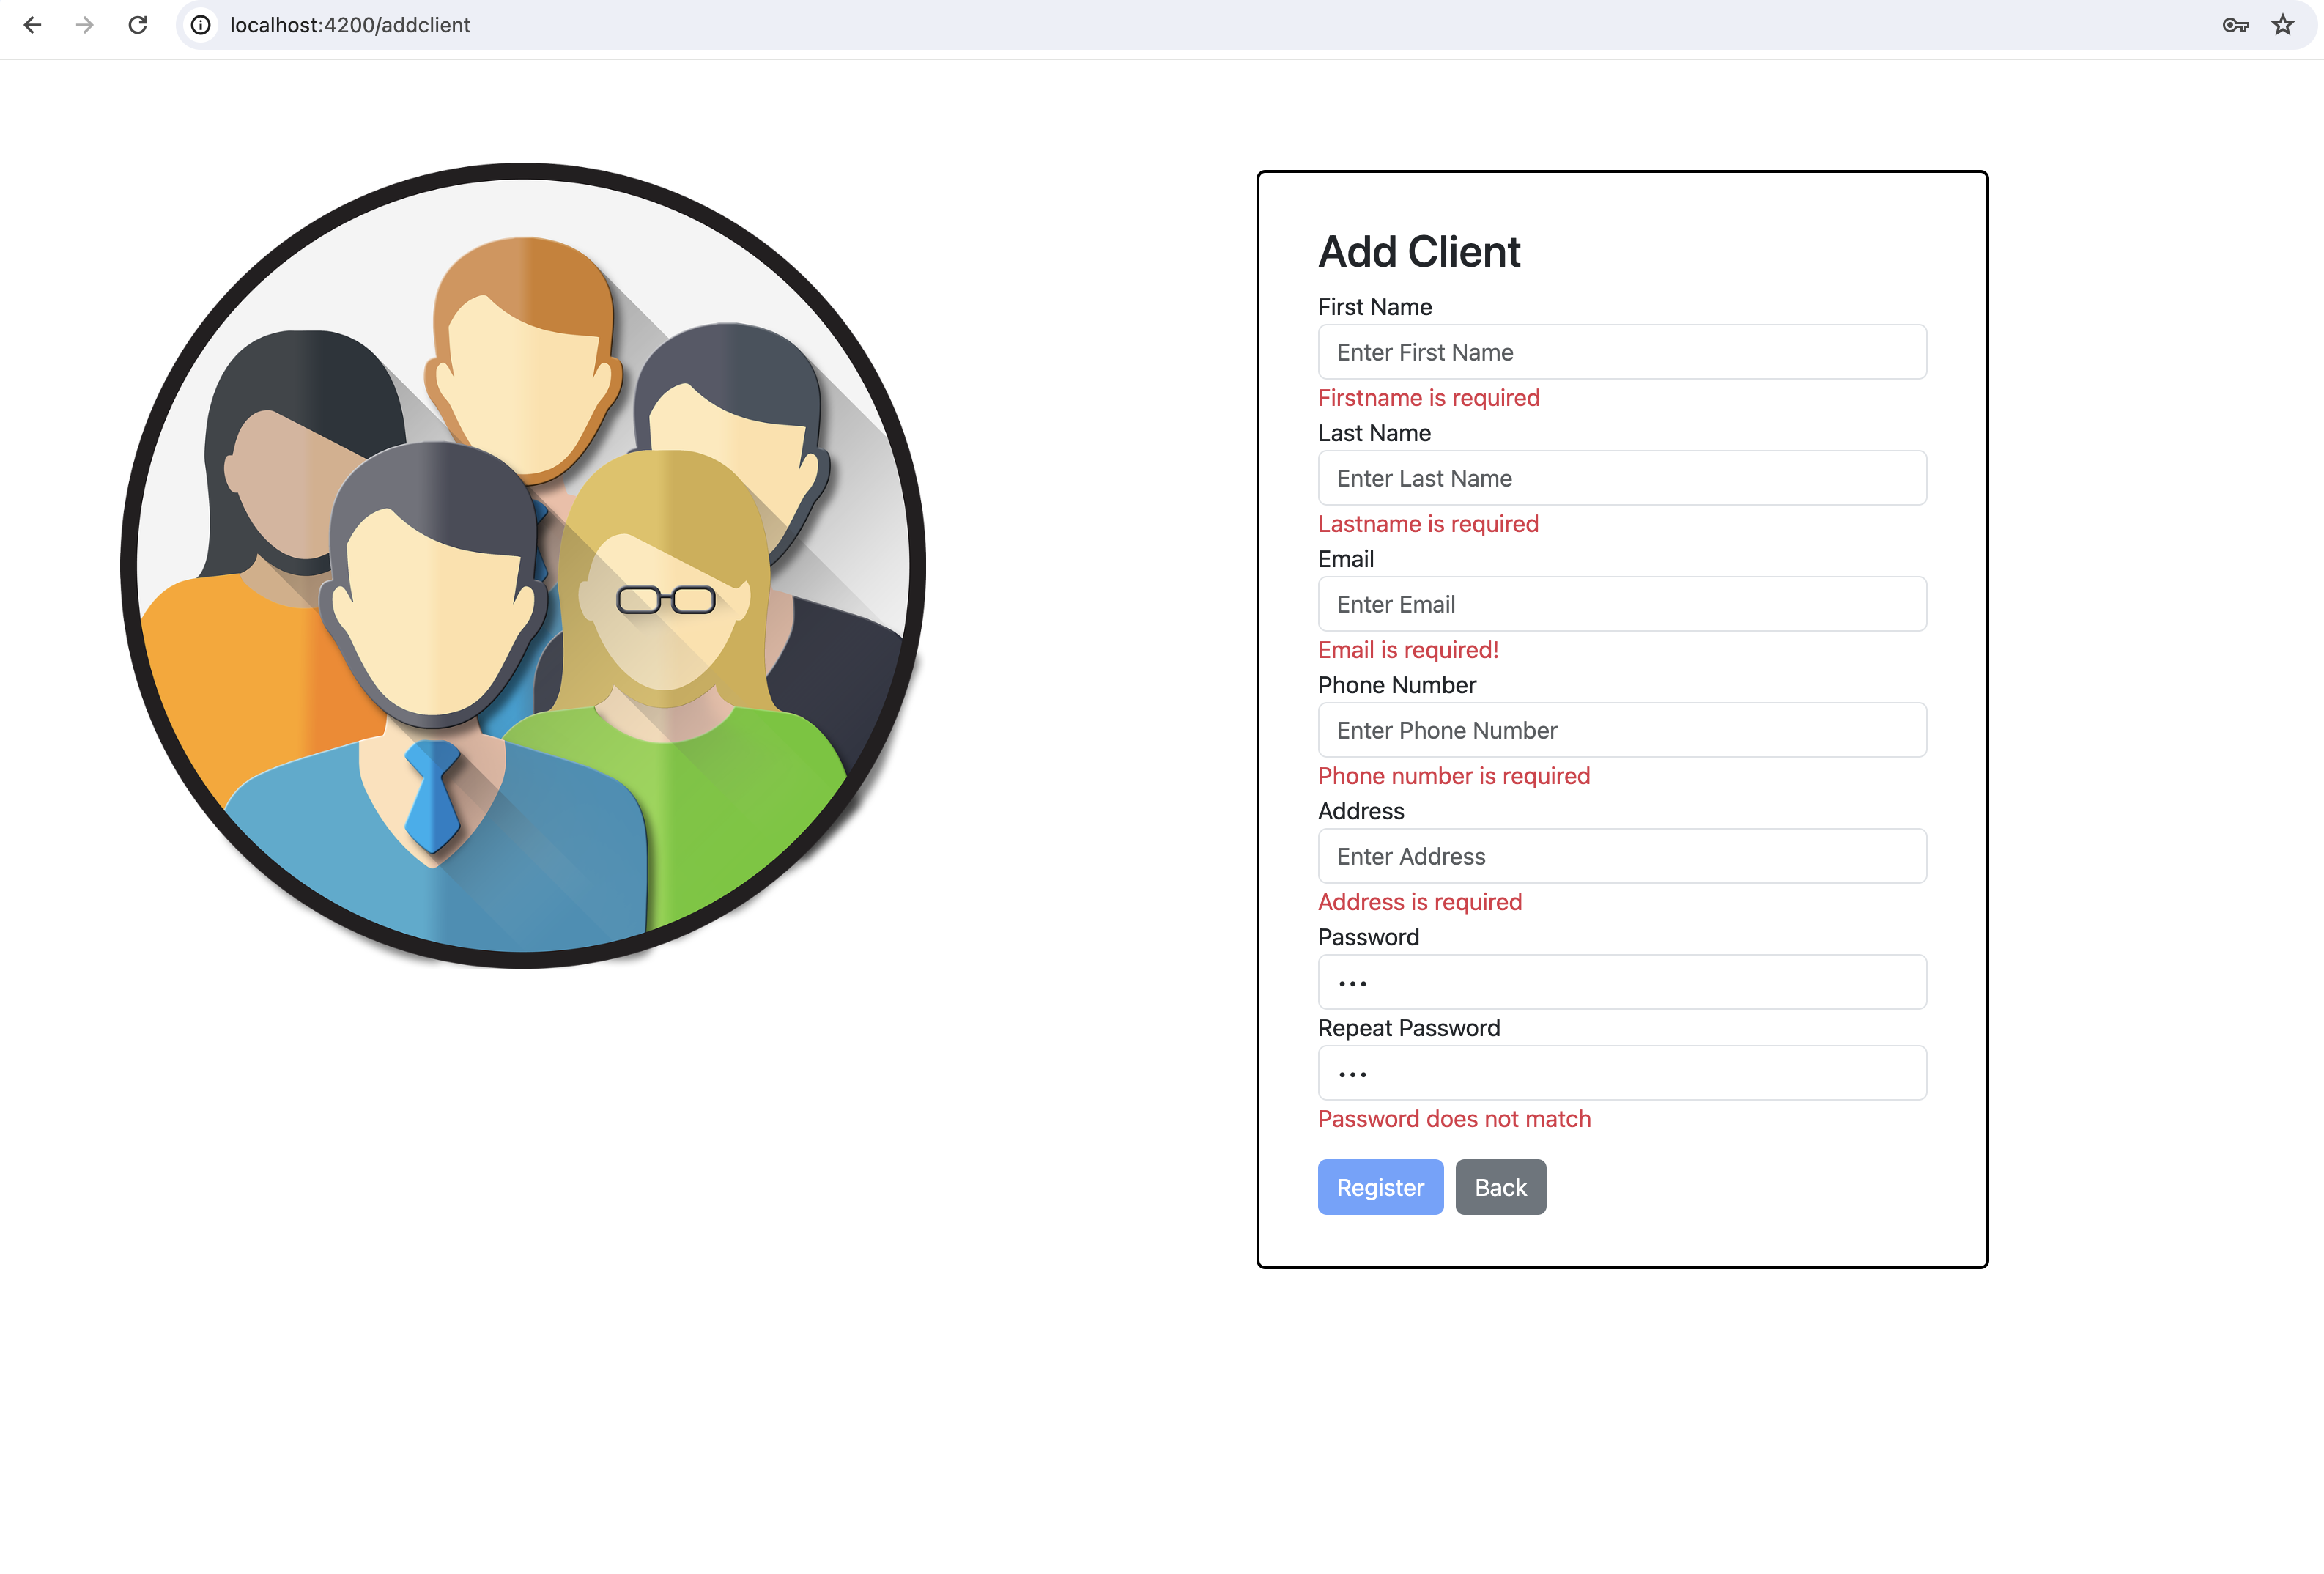 localhost:4200/addclient
Add Client
First Name
Enter First Name
Firstname is required
Last Name
Enter Last Name
Lastname is required
Email
Enter Email
Email is required!
Phone Number
Enter Phone Number
Phone number is required
Address
Enter Address
Address is required
Password
•••
Repeat Password
•••
Password does not match
Register Back